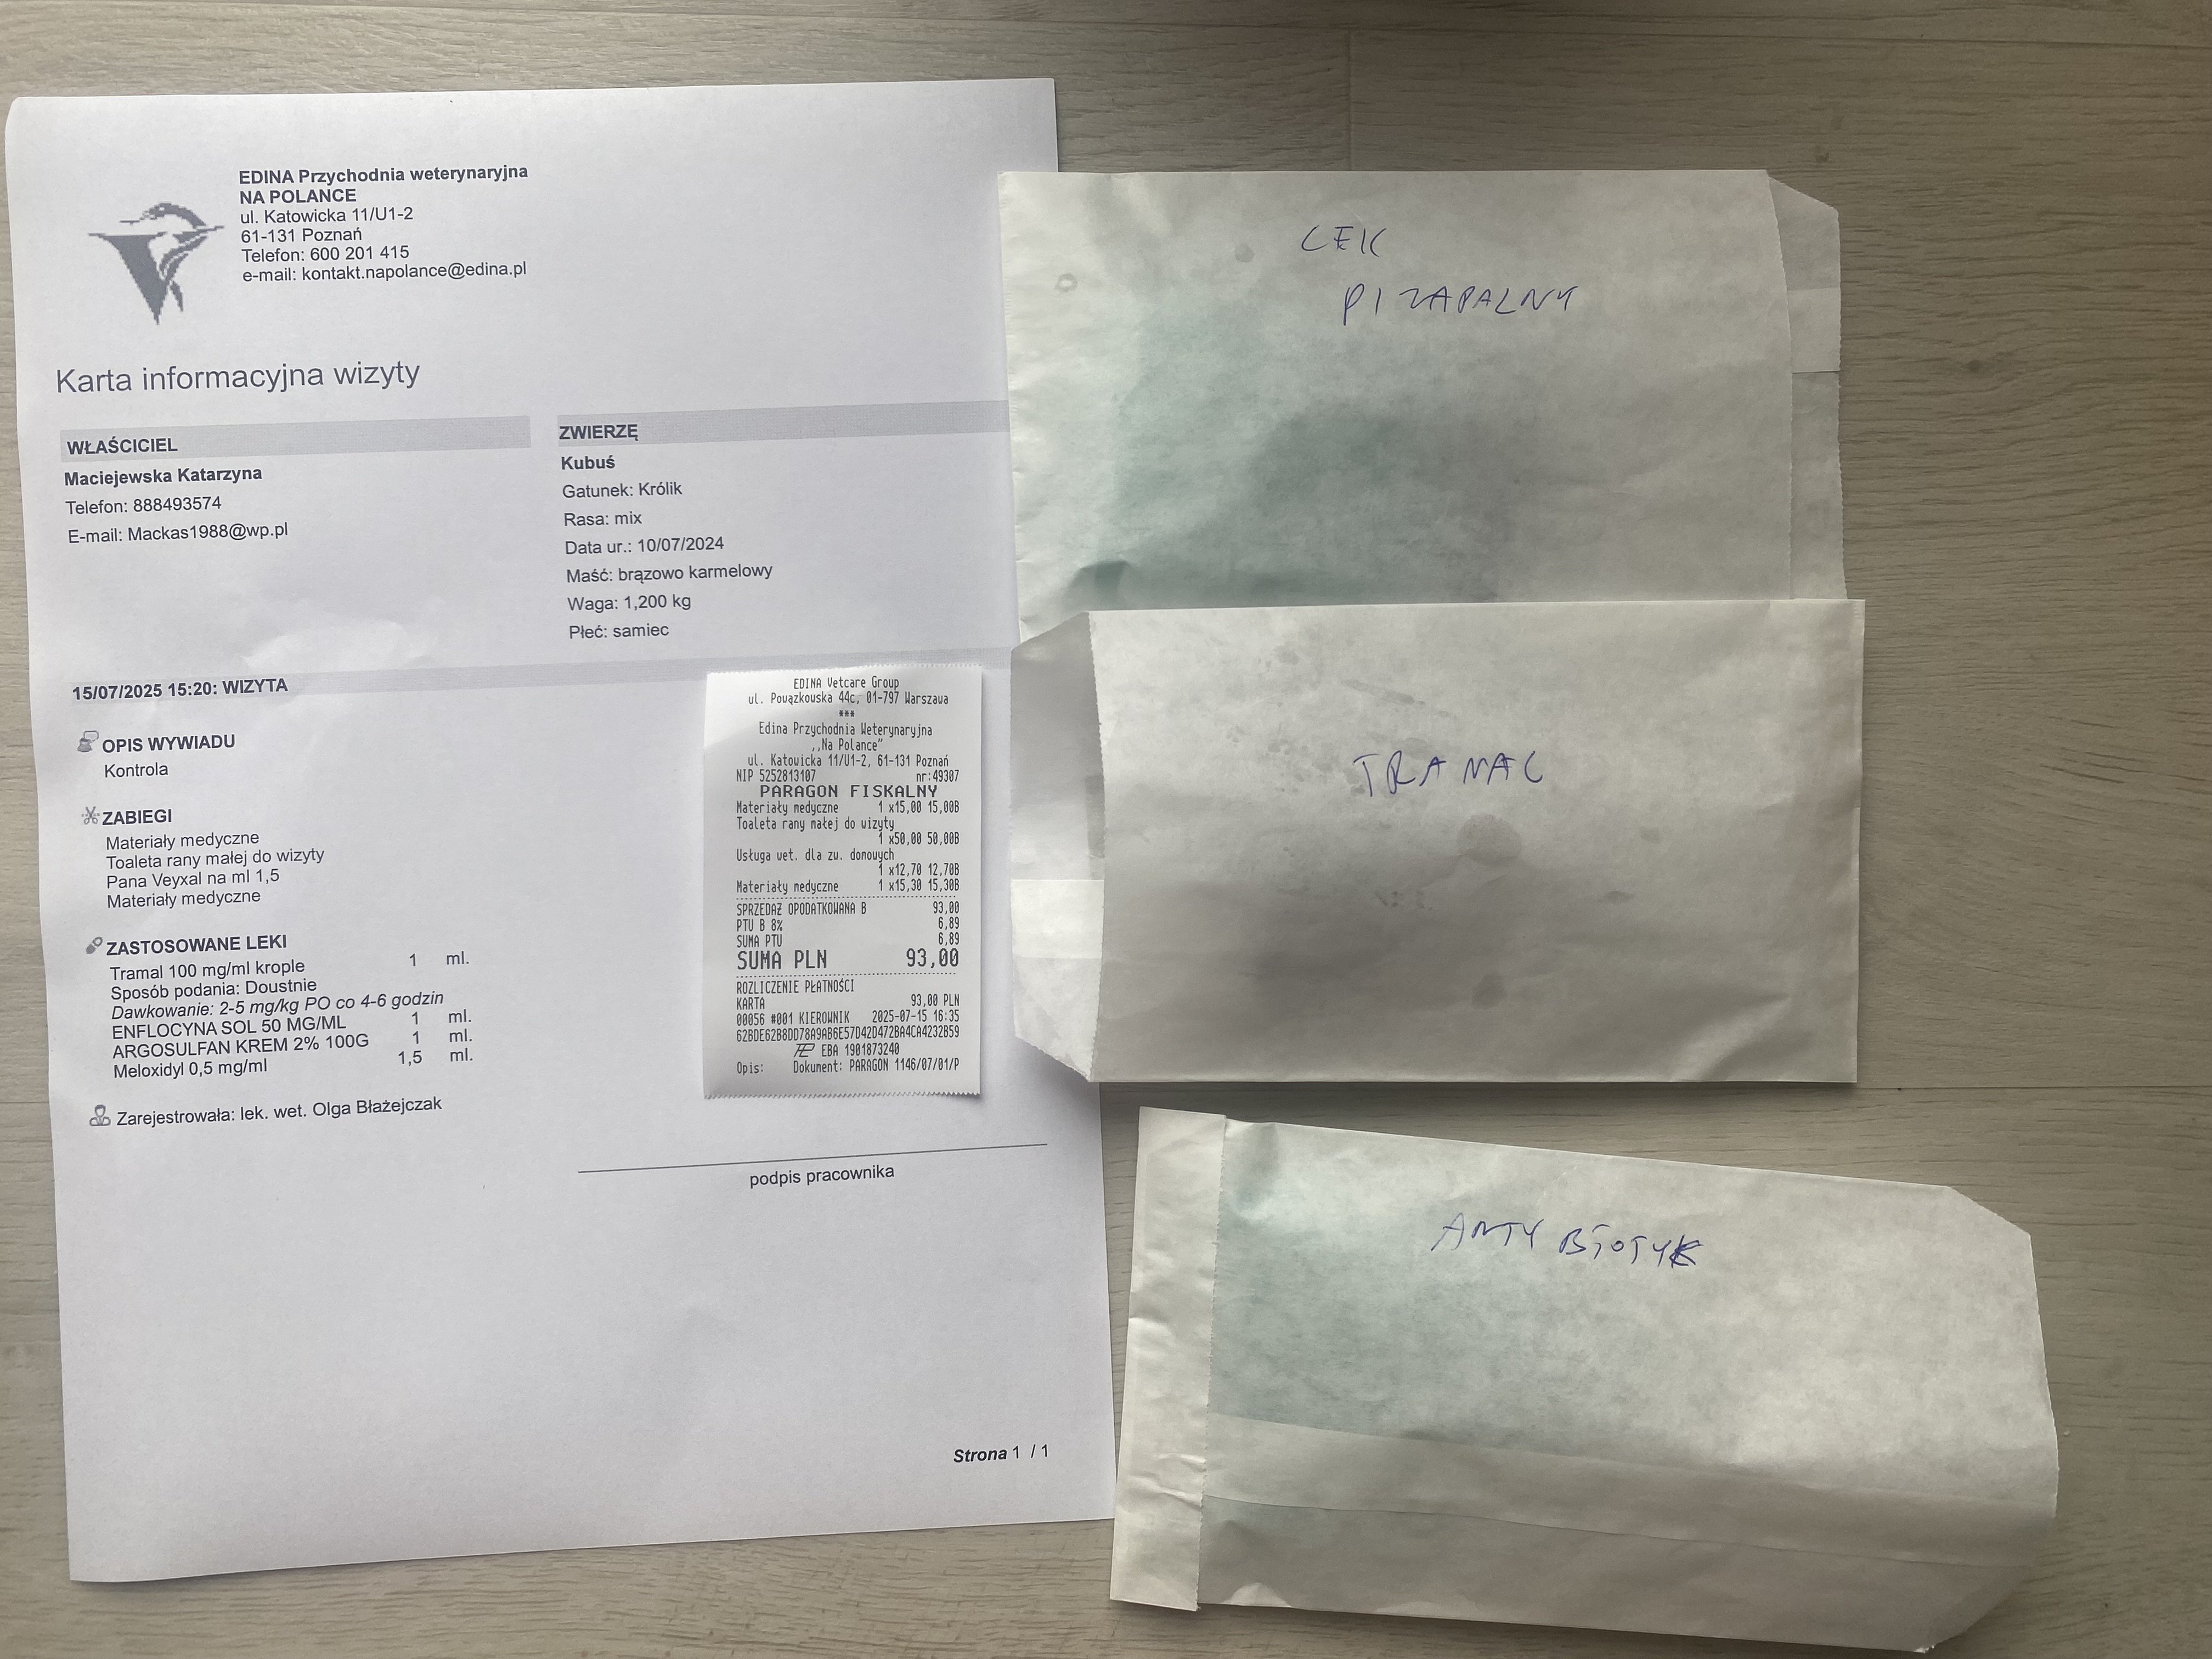 EDINA Przychodnia weterynaryjna
NA POLANCE
ul. Katowicka 11/U1-2
61-131 Poznań
Telefon: 600 201 415
e-mail: kontakt.napolance@edina.pl
Karta informacyjna wizyty
WŁAŚCICIEL
Maciejewska Katarzyna
Telefon: 888493574
E-mail: Mackas1988@wp.pl
ZWIERZĘ
Kubuś
Gatunek: Królik
Rasa: mix
Data ur.: 10/07/2024
Maść: brązowo karmelowy
Waga: 1,200 kg
Płeć: samiec
15/07/2025 15:20: WIZYTA
OPIS WYWIADU
Kontrola
ZABIEGI
Materiały medyczne
Toaleta rany małej do wizyty
Pana Veyxal na ml 1,5
Materiały medyczne
ZASTOSOWANE LEKI
Tramal 100 mg/ml krople 1 ml.
Sposób podania: Doustnie
Dawkowanie: 2-5 mg/kg PO co 4-6 godzin
ENFLOCYNA SOL 50 MG/ML 1 ml.
ARGOSULFAN KREM 2% 100G 1 ml.
Meloxidyl 0,5 mg/ml 1,5 ml.
Zarejestrowała: lek. wet. Olga Błażejczak
podpis pracownika
Strona 1 / 1
EDINA Vetcare Group
ul. Powązkowska 44c, 01-797 Warszawa
***
Edina Przychodnia Weterynaryjna
,,Na Polance"
ul. Katowicka 11/U1-2, 61-131 Poznań
NIP 5252813107 nr:49307
PARAGON FISKALNY
Materiały medyczne 1 x15,00 15,00B
Toaleta rany małej do wizyty
1 x50,00 50,00B
Usługa wet. dla zw. domowych
1 x12,70 12,70B
Materiały medyczne 1 x15,30 15,30B
SPRZEDAŻ OPODATKOWANA B 93,00
PTU B 8% 6,89
SUMA PTU 6,89
SUMA PLN 93,00
ROZLICZENIE PŁATNOŚCI
KARTA 93,00 PLN
00056 #001 KIEROWNIK 2025-07-15 16:35
62BDE62B8DD78A9AB6E57D42D472BA4CA4232B59
EBA 1901873240
Opis: Dokument: PARAGON 1146/07/01/P
LEK
P/ZAPALNY
TRAMAL
ANTYBIOTYK